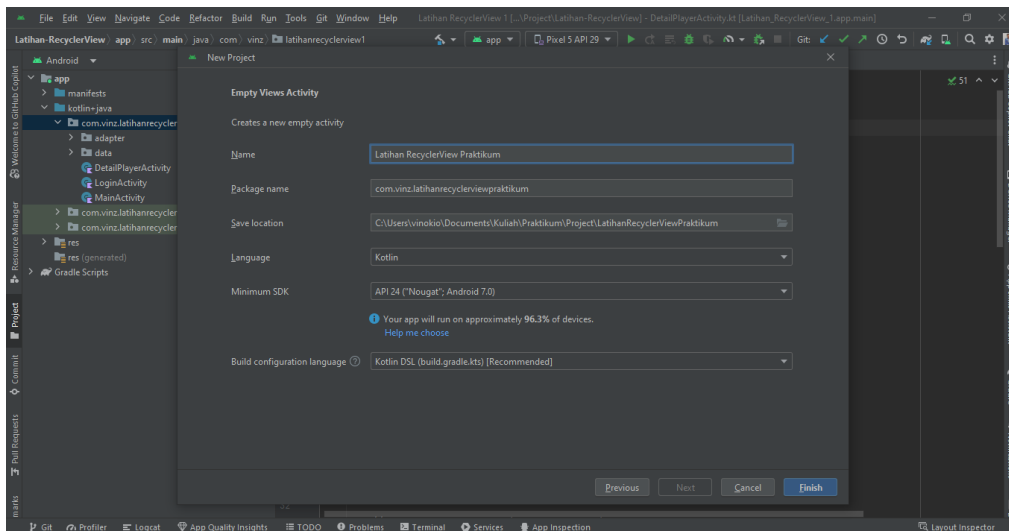 File Edit View Navigate Code Refactor Build Run Tools Git Window Help Latihan RecyclerView 1 [...\Project\Latihan-RecyclerView] - DetailPlayerActivity.kt [Latihan_RecyclerView_1.app.main]
Latihan-RecyclerView app src main java com vinz latihanrecyclerview1 app Pixel 5 API 29 Git:
Android
New Project
51
app
manifests
kotlin+java
com.vinz.latihanrecycler
adapter
data
DetailPlayerActivity
LoginActivity
MainActivity
com.vinz.latihanrecycler
com.vinz.latihanrecycler
res
res (generated)
Gradle Scripts
Welcome to GitHub Copilot
Resource Manager
Project
Commit
Pull Requests
marks
Empty Views Activity
Creates a new empty activity
Name Latihan RecyclerView Praktikum
Package name com.vinz.latihanrecyclerviewpraktikum
Save location C:\Users\vinokio\Documents\Kuliah\Praktikum\Project\LatihanRecyclerViewPraktikum
Language Kotlin
Minimum SDK API 24 ("Nougat"; Android 7.0)
Your app will run on approximately 96.3% of devices.
Help me choose
Build configuration language Kotlin DSL (build.gradle.kts) [Recommended]
Previous Next Cancel Finish
Git Profiler Logcat App Quality Insights TODO Problems Terminal Services App Inspection Layout Inspector